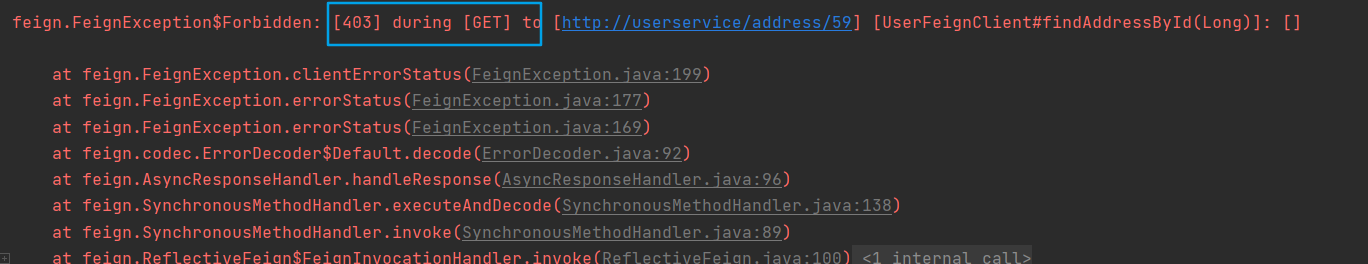 feign.FeignException$Forbidden: [403] during [GET] to [http://userservice/address/59] [UserFeignClient#findAddressById(Long)]: []
at feign.FeignException.clientErrorStatus(FeignException.java:199)
at feign.FeignException.errorStatus(FeignException.java:177)
at feign.FeignException.errorStatus(FeignException.java:169)
at feign.codec.ErrorDecoder$Default.decode(ErrorDecoder.java:92)
at feign.AsyncResponseHandler.handleResponse(AsyncResponseHandler.java:96)
at feign.SynchronousMethodHandler.executeAndDecode(SynchronousMethodHandler.java:138)
at feign.SynchronousMethodHandler.invoke(SynchronousMethodHandler.java:89)
at feign.ReflectiveFeign$FeignInvocationHandler.invoke(ReflectiveFeign.java:100) <1 internal call>